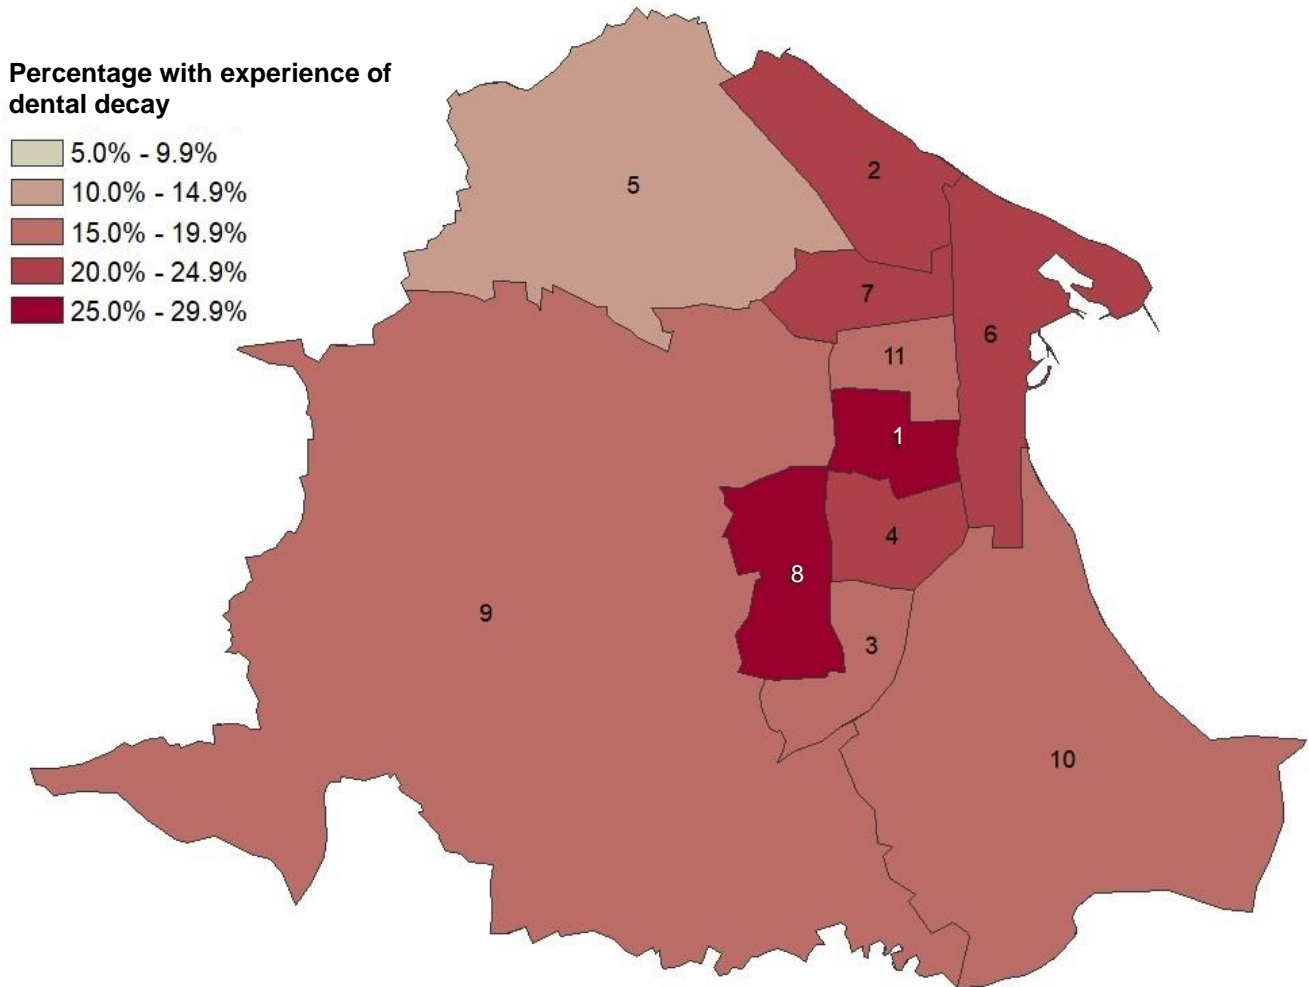 Percentage with experience of
dental decay
5.0% - 9.9%
10.0% - 14.9%
15.0% - 19.9%
20.0% - 24.9%
25.0% - 29.9%
5
2
7
6
11
1
4
8
9
3
10